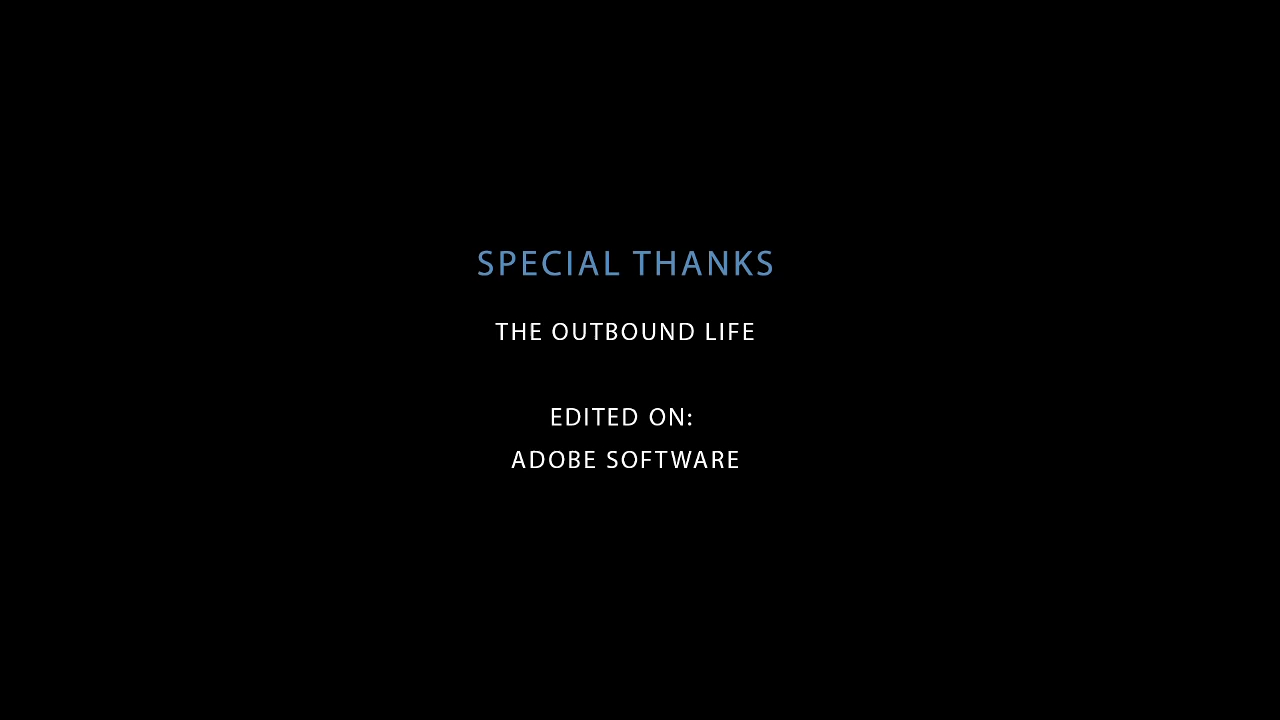 SPECIAL THANKS
THE OUTBOUND LIFE
EDITED ON:
ADOBE SOFTWARE